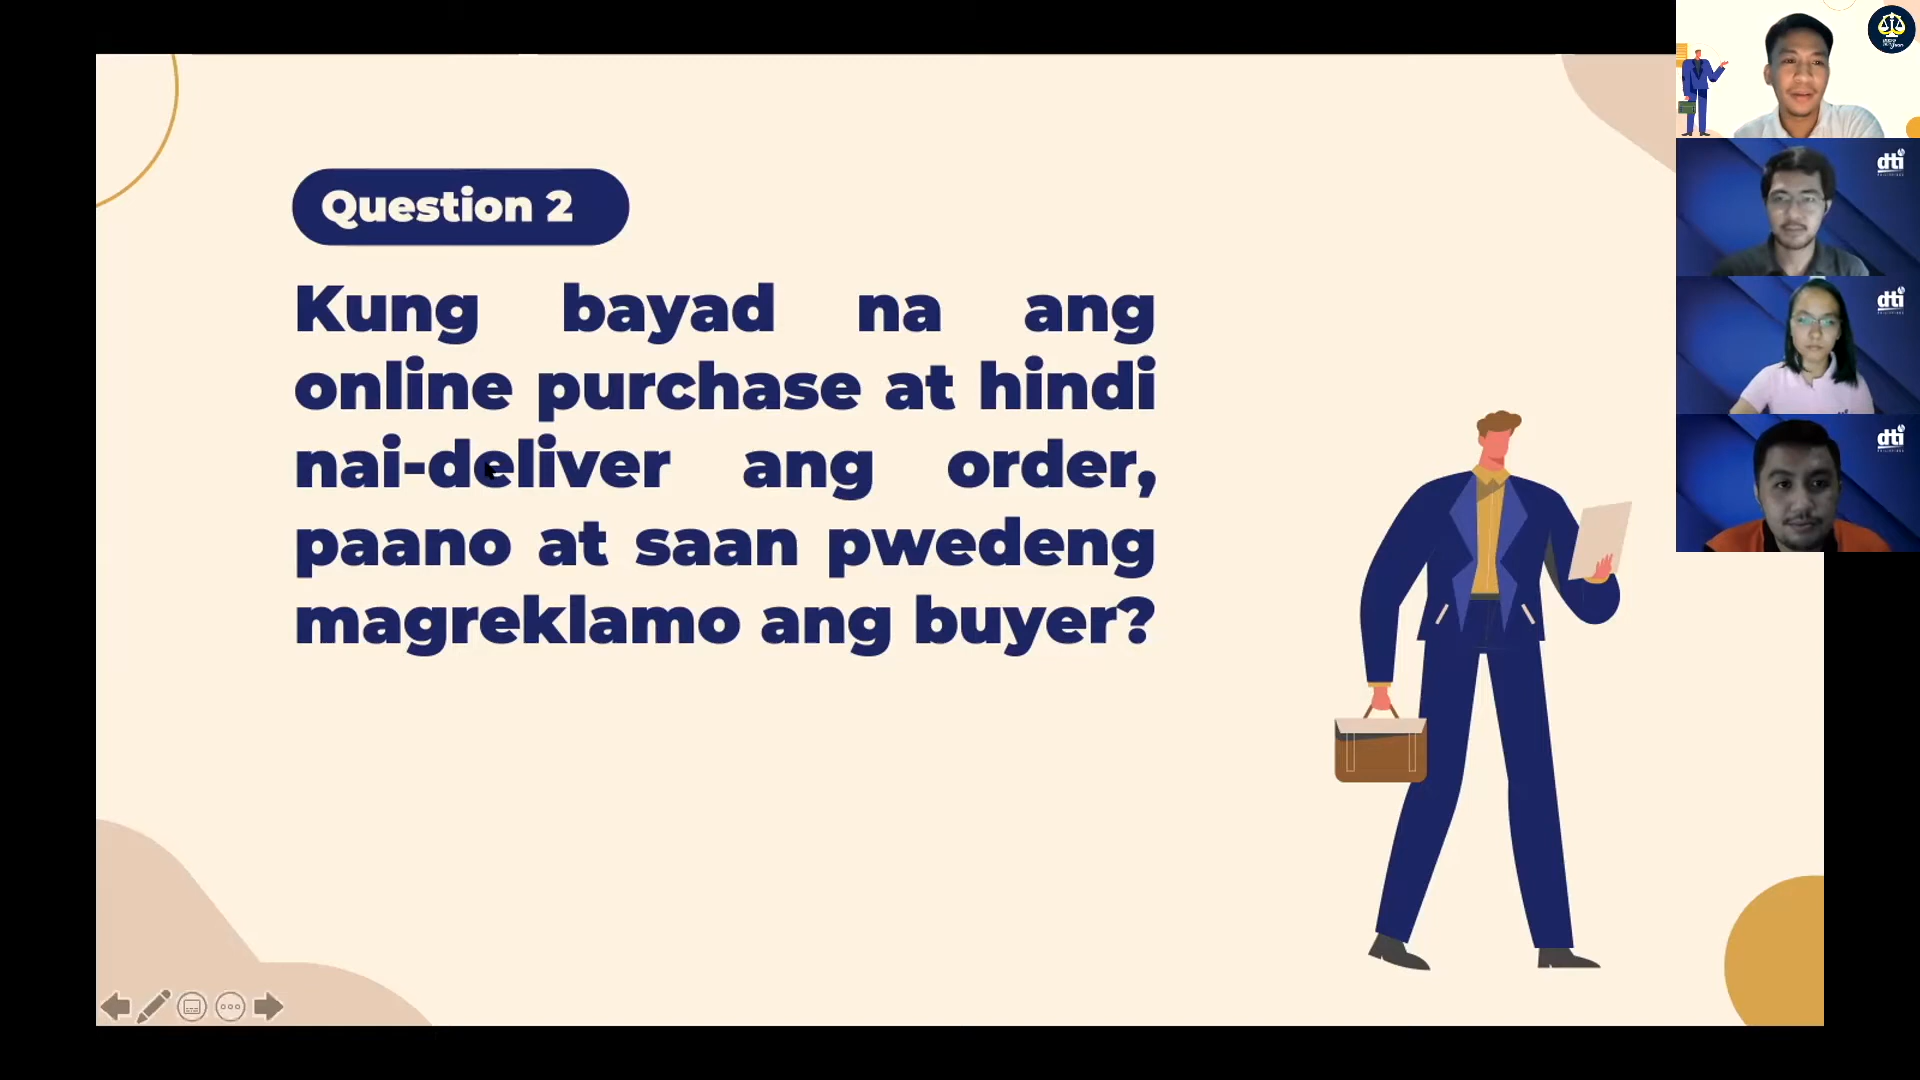 Question 2
Kung bayad na ang
online purchase at hindi
nai-deliver ang order,
paano at saan pwedeng
magreklamo ang buyer?
dti
dti
dti